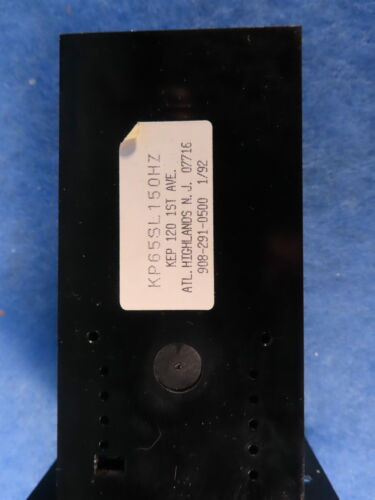 KP65SL150HZ
KEP 120 1ST AVE.
ATL.HIGHLANDS N.J. 07716
908-291-0500 1/92